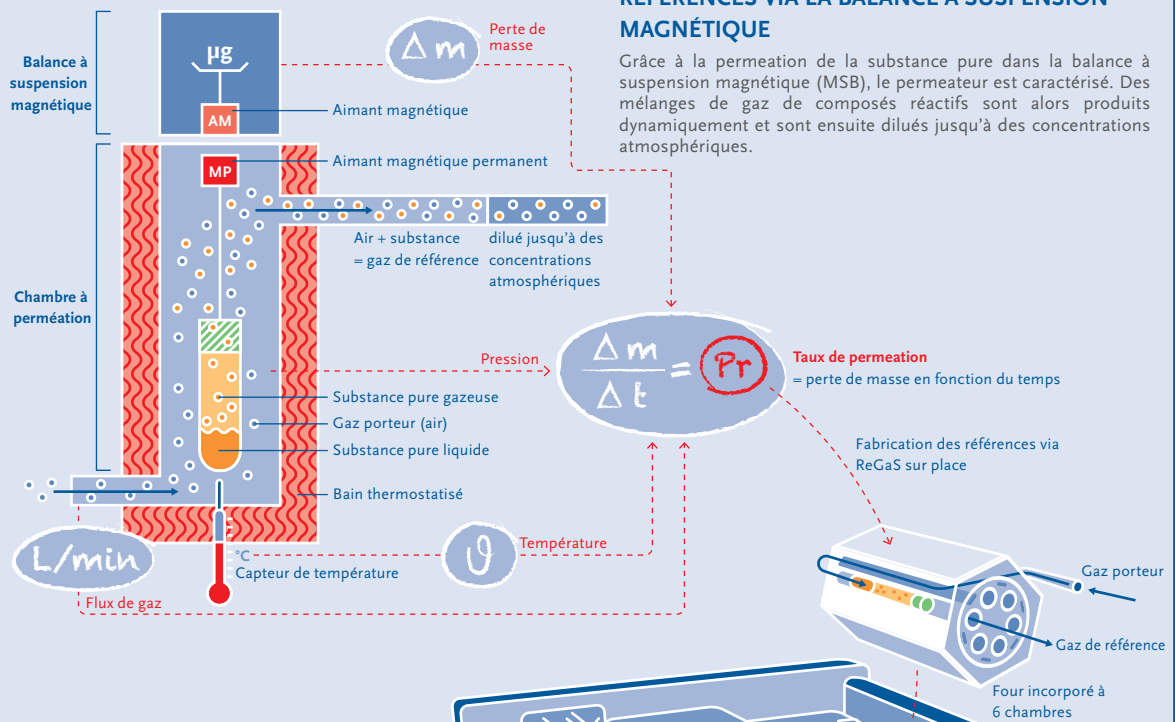 RÉFÉRENCES VIA LA BALANCE À SUSPENSION
MAGNÉTIQUE
Grâce à la permeation de la substance pure dans la balance à
suspension magnétique (MSB), le permeateur est caractérisé. Des
mélanges de gaz de composés réactifs sont alors produits
dynamiquement et sont ensuite dilués jusqu'à des concentrations
atmosphériques.
Balance à
suspension
magnétique
µg
AM
Aimant magnétique
Δ m
Perte de
masse
Chambre à
perméation
MP
Aimant magnétique permanent
Air + substance
= gaz de référence
dilué jusqu'à des
concentrations
atmosphériques
Pression
Substance pure gazeuse
Gaz porteur (air)
Substance pure liquide
Bain thermostatisé
Δ m
Δ t
= Pr
Taux de permeation
= perte de masse en fonction du temps
Fabrication des références via
ReGaS sur place
L/min
Flux de gaz
°C
Capteur de température
ϑ
Température
Gaz porteur
Gaz de référence
Four incorporé à
6 chambres